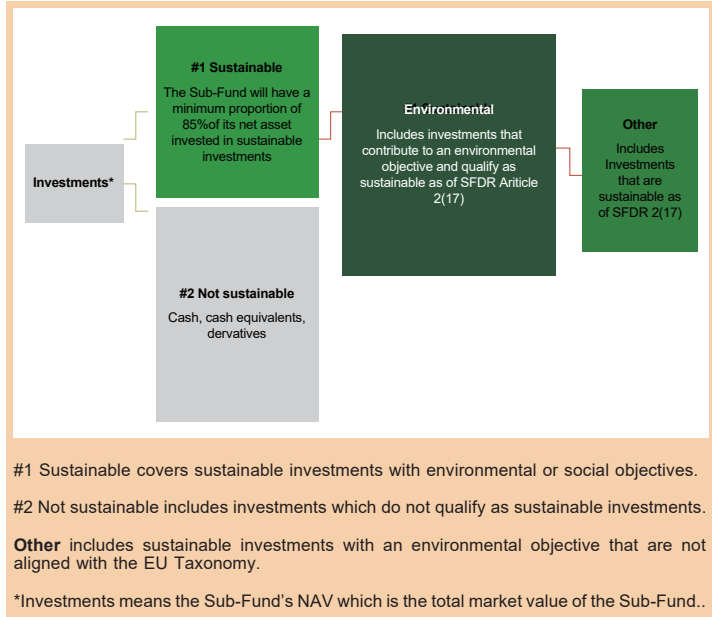 Investments*
#1 Sustainable
The Sub-Fund will have a
minimum proportion of
85%of its net asset
invested in sustainable
investments
#2 Not sustainable
Cash, cash equivalents,
dervatives
Environmental
Includes investments that
contribute to an environmental
objective and qualify as
sustainable as of SFDR Ariticle
2(17)
Other
Includes
Investments
that are
sustainable as
of SFDR 2(17)
#1 Sustainable covers sustainable investments with environmental or social objectives.
#2 Not sustainable includes investments which do not qualify as sustainable investments.
Other includes sustainable investments with an environmental objective that are not
aligned with the EU Taxonomy.
*Investments means the Sub-Fund's NAV which is the total market value of the Sub-Fund..